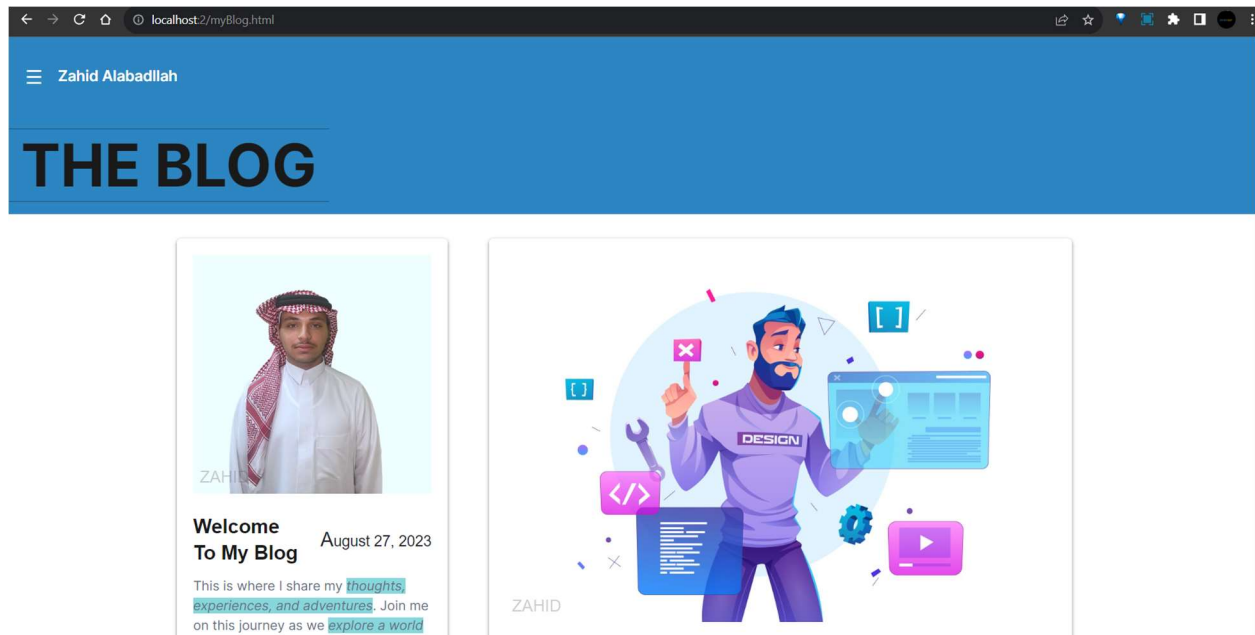 localhost:2/myBlog.html
☰ Zahid Alabadllah
THE BLOG
ZAHID
Welcome
To My Blog
August 27, 2023
This is where I share my thoughts,
experiences, and adventures. Join me
on this journey as we explore a world
[ ]
{ }
DESIGN
</>
ZAHID